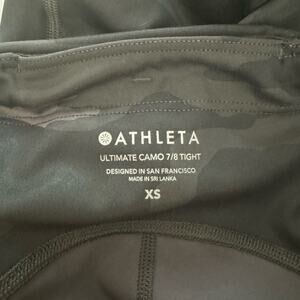 ATHLETA
ULTIMATE CAMO 7/8 TIGHT
DESIGNED IN SAN FRANCISCO
MADE IN SRI LANKA
XS